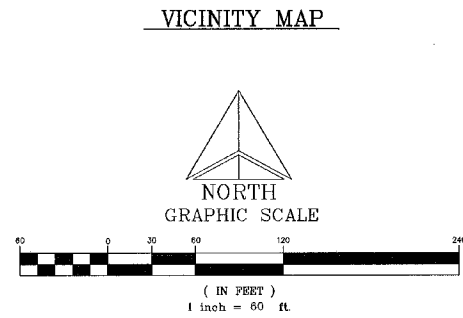 VICINITY MAP
NORTH
GRAPHIC SCALE
60 0 30 60 120 240
( IN FEET )
1 inch = 60 ft.